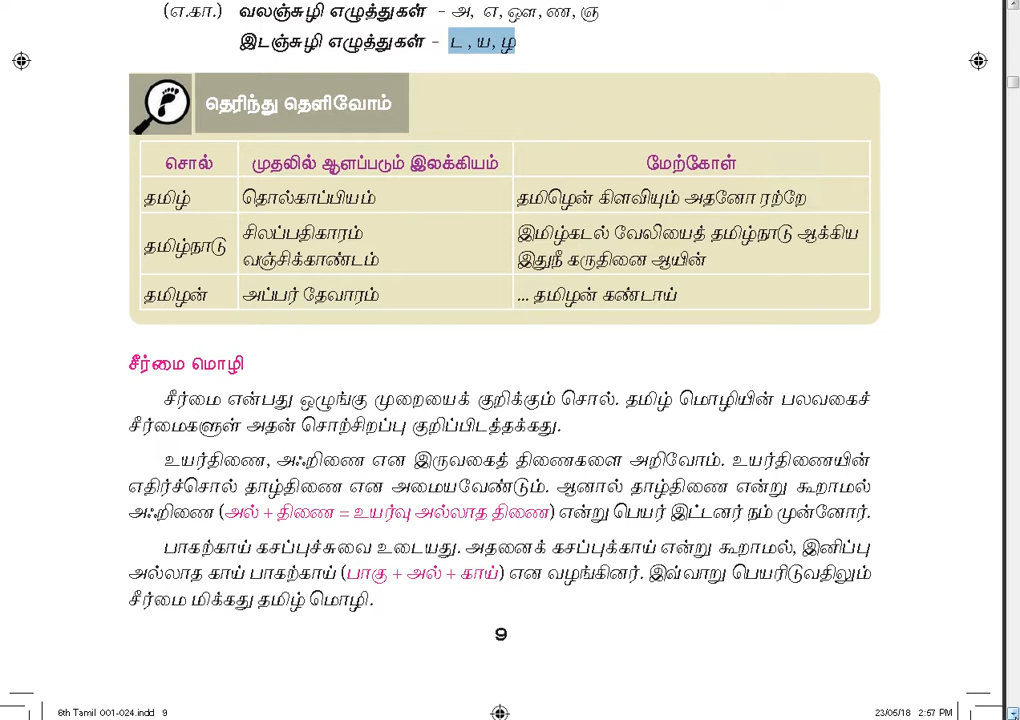 (எ.கா.) வலஞ்சுழி எழுத்துகள் - அ, எ, ஔ, ண, ஞ
இடஞ்சுழி எழுத்துகள் - ட , ய, ழ
தெரிந்து தெளிவோம்
சொல் முதலில் ஆளப்படும் இலக்கியம் மேற்கோள்
தமிழ் தொல்காப்பியம் தமிழென் கிளவியும் அதனோ ரற்றே
தமிழ்நாடு சிலப்பதிகாரம் இமிழ்கடல் வேலியைத் தமிழ்நாடு ஆக்கிய
வஞ்சிக்காண்டம் இதுநீ கருதினை ஆயின்
தமிழன் அப்பர் தேவாரம் ... தமிழன் கண்டாய்
சீர்மை மொழி
சீர்மை என்பது ஒழுங்கு முறையைக் குறிக்கும் சொல். தமிழ் மொழியின் பலவகைச்
சீர்மைகளுள் அதன் சொற்சிறப்பு குறிப்பிடத்தக்கது.
உயர்திணை, அஃறிணை என இருவகைத் திணைகளை அறிவோம். உயர்திணையின்
எதிர்ச்சொல் தாழ்திணை என அமையவேண்டும். ஆனால் தாழ்திணை என்று கூறாமல்
அஃறிணை (அல் + திணை = உயர்வு அல்லாத திணை) என்று பெயர் இட்டனர் நம் முன்னோர்.
பாகற்காய் கசப்புச்சுவை உடையது. அதனைக் கசப்புக்காய் என்று கூறாமல், இனிப்பு
அல்லாத காய் பாகற்காய் (பாகு + அல் + காய்) என வழங்கினர். இவ்வாறு பெயரிடுவதிலும்
சீர்மை மிக்கது தமிழ் மொழி.
9
6th Tamil 001-024.indd 9 23/05/18 2:57 PM